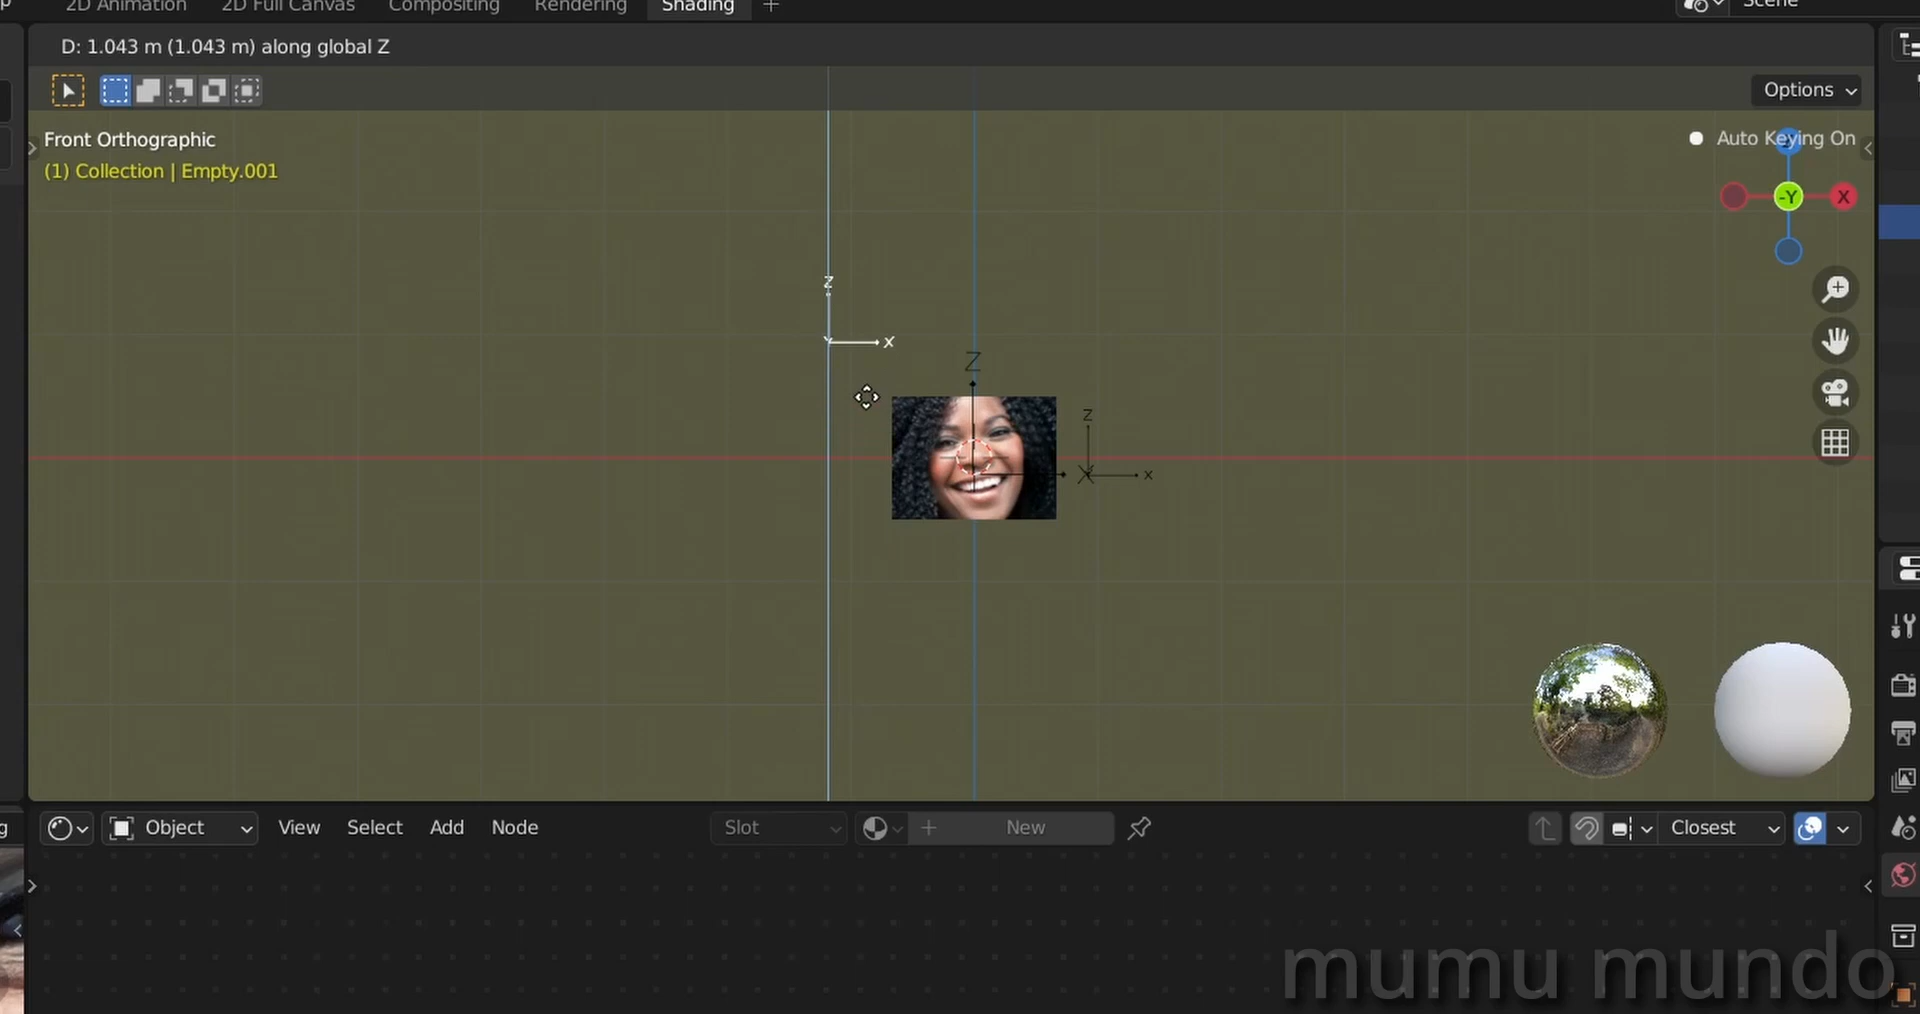 2D Animation 2D Full Canvas Compositing Rendering Shading + Scene
D: 1.043 m (1.043 m) along global Z
Options
Front Orthographic
(1) Collection | Empty.001
Auto Keying On
-Y X
Z
X
Z
Z
X
Object View Select Add Node Slot New Closest
mumu mundo